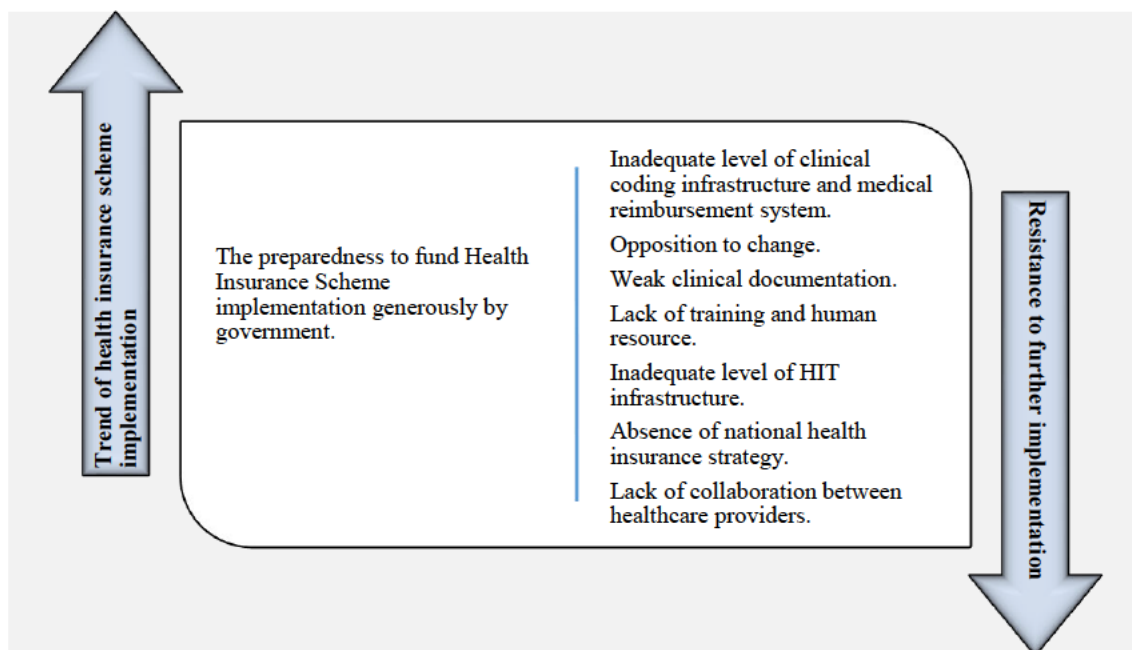 Trend of health insurance scheme
implementation
The preparedness to fund Health
Insurance Scheme
implementation generously by
government.
Inadequate level of clinical
coding infrastructure and medical
reimbursement system.
Opposition to change.
Weak clinical documentation.
Lack of training and human
resource.
Inadequate level of HIT
infrastructure.
Absence of national health
insurance strategy.
Lack of collaboration between
healthcare providers.
Resistance to further implementation